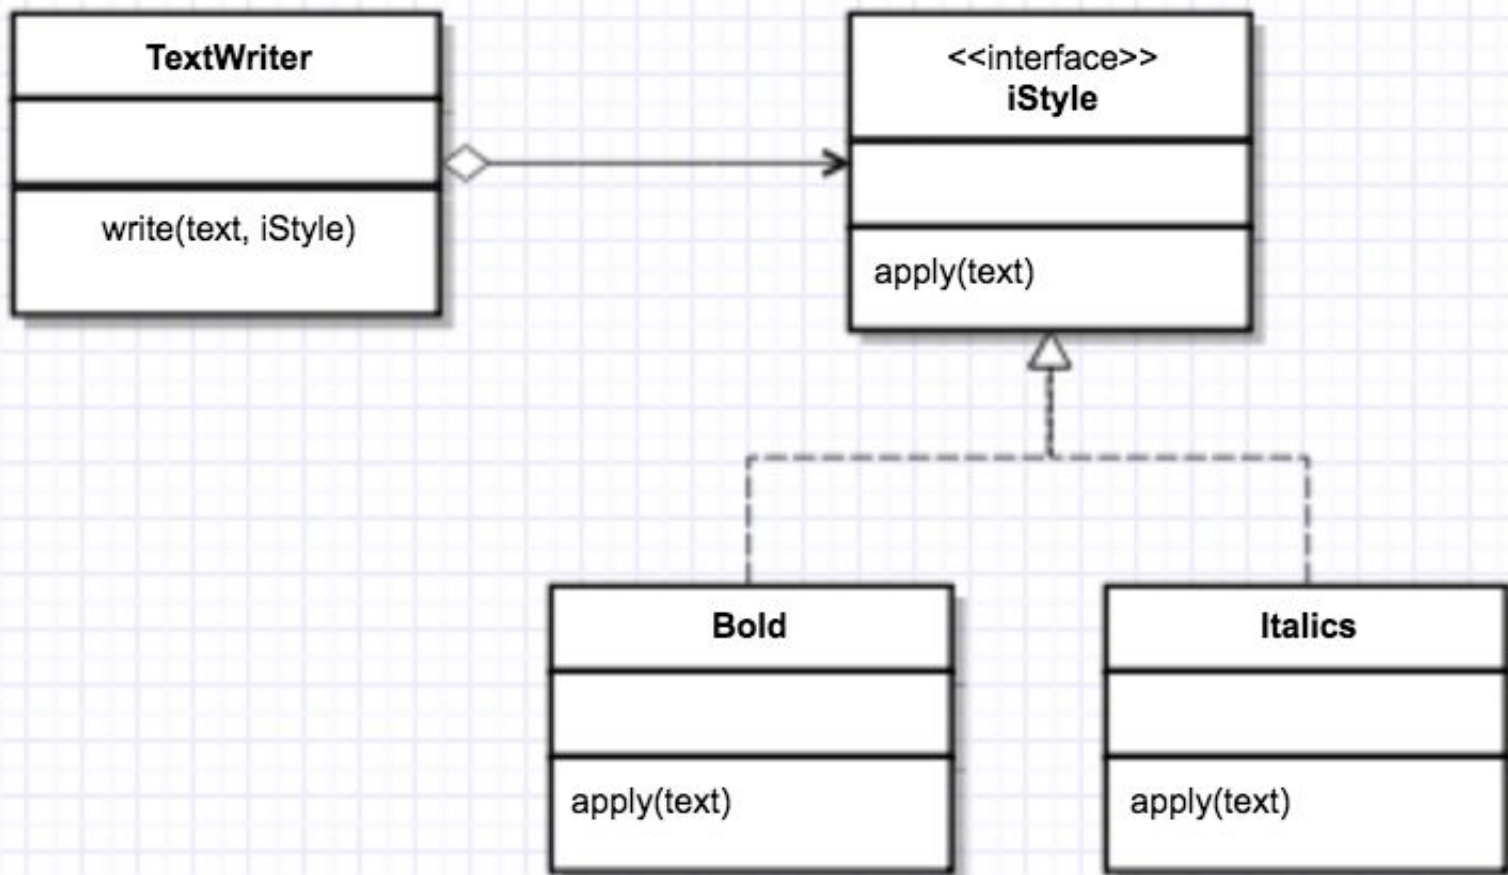 TextWriter
write(text, iStyle)
<<interface>>
iStyle
apply(text)
Bold
apply(text)
Italics
apply(text)